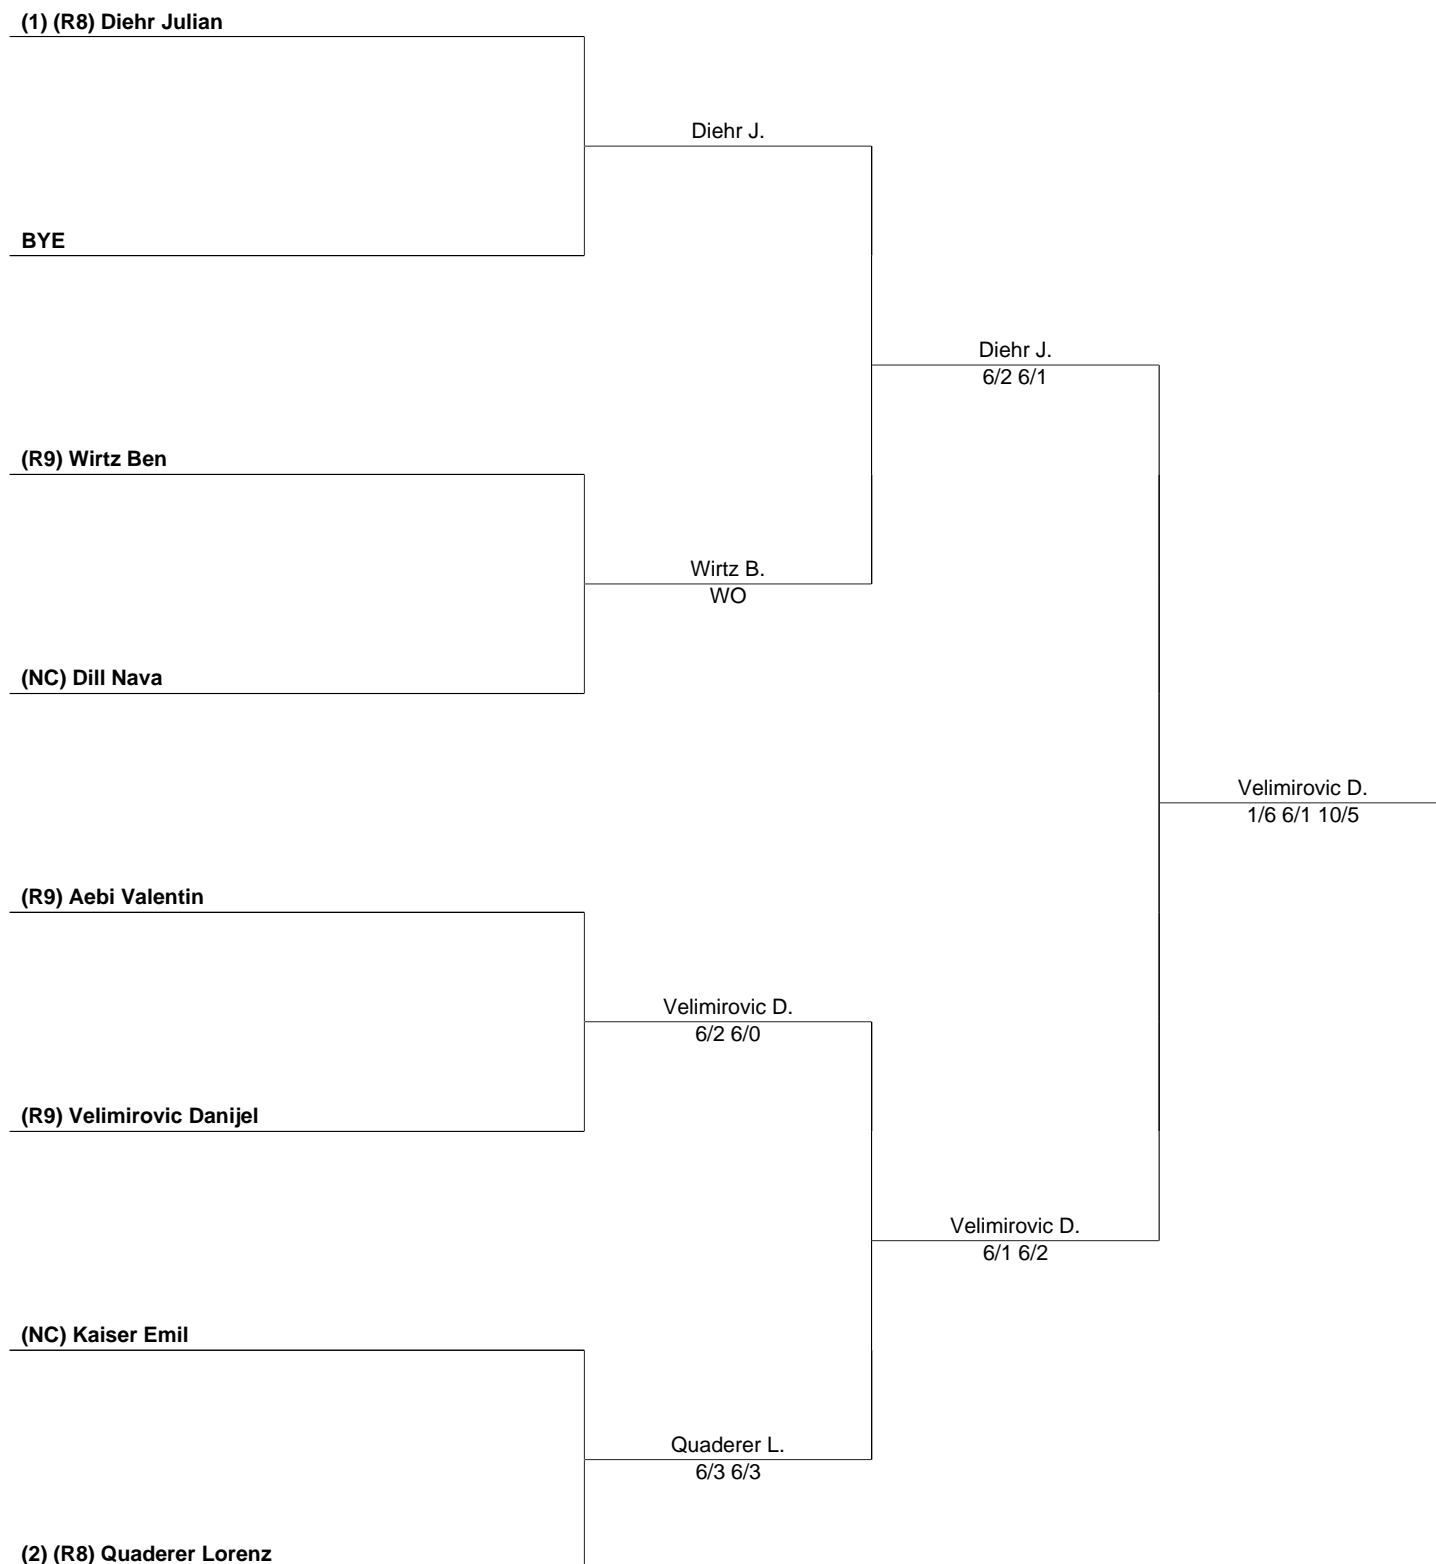 (1) (R8) Diehr Julian
Diehr J.
BYE
Diehr J.
6/2 6/1
(R9) Wirtz Ben
Wirtz B.
WO
(NC) Dill Nava
Velimirovic D.
1/6 6/1 10/5
(R9) Aebi Valentin
Velimirovic D.
6/2 6/0
(R9) Velimirovic Danijel
Velimirovic D.
6/1 6/2
(NC) Kaiser Emil
Quaderer L.
6/3 6/3
(2) (R8) Quaderer Lorenz